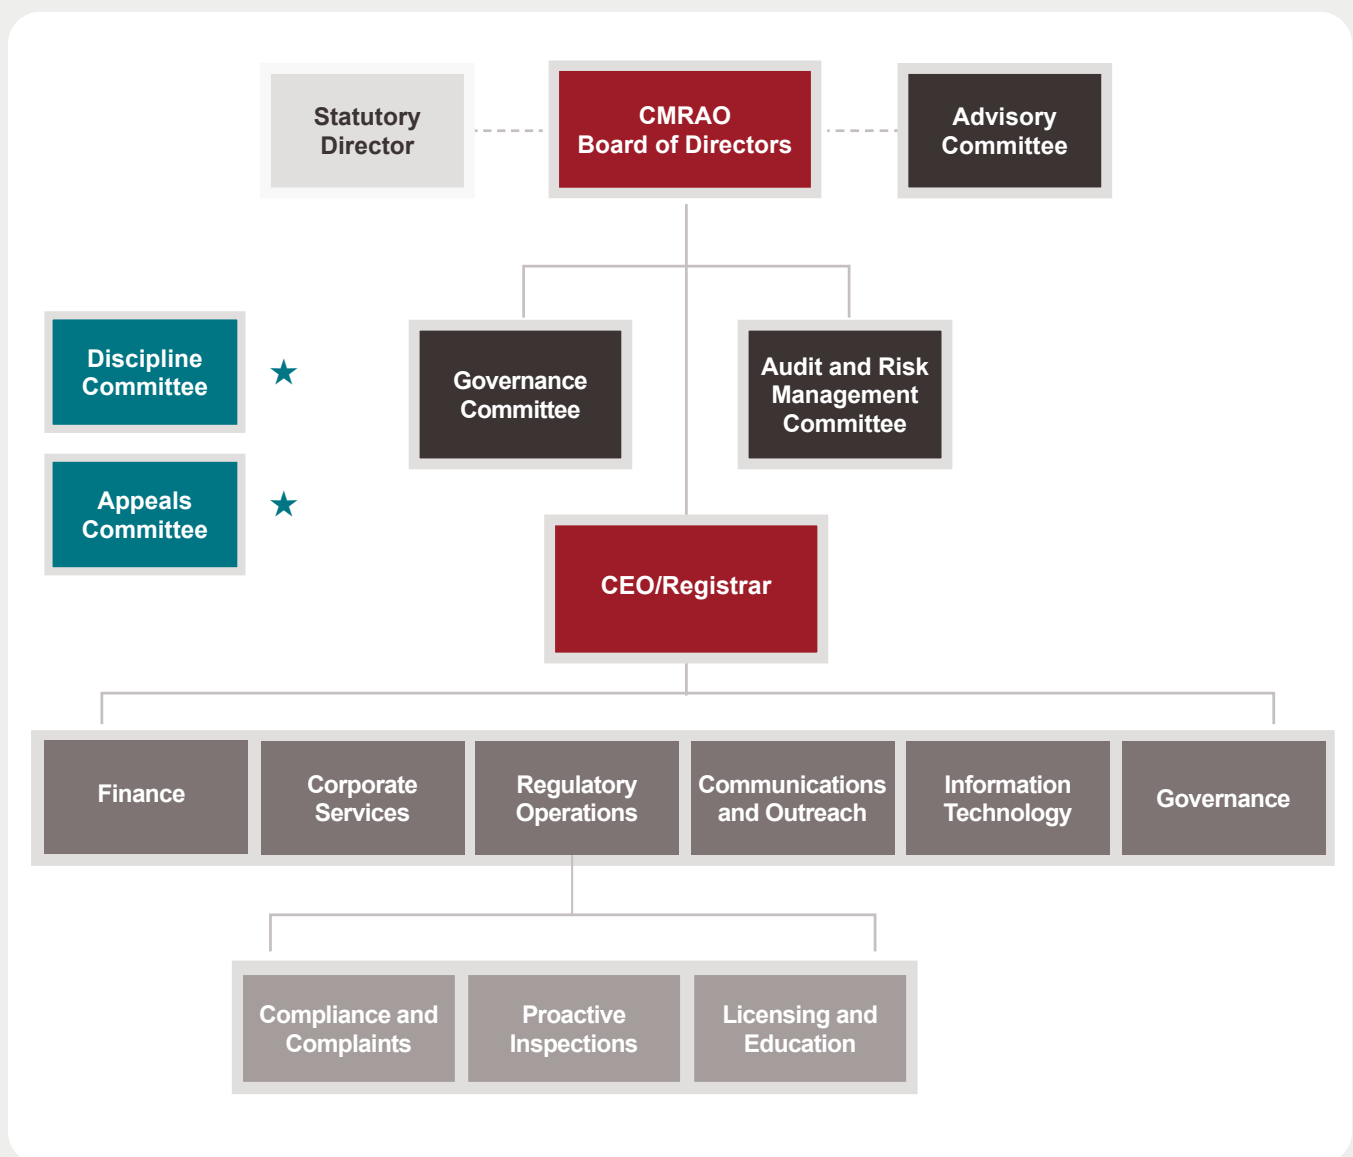 Statutory
Director
CMRAO
Board of Directors
Advisory
Committee
Discipline
Committee
Governance
Committee
Audit and Risk
Management
Committee
Appeals
Committee
CEO/Registrar
Finance
Corporate
Services
Regulatory
Operations
Communications
and Outreach
Information
Technology
Governance
Compliance and
Complaints
Proactive
Inspections
Licensing and
Education